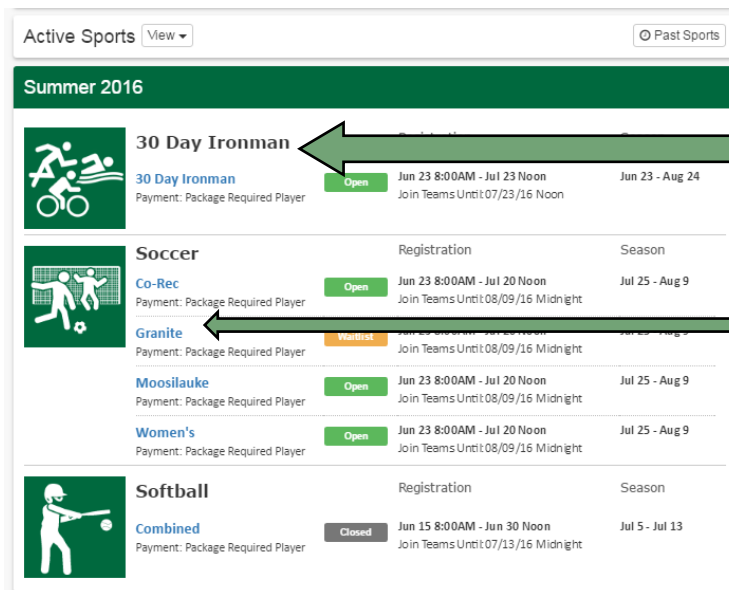 Active Sports View Past Sports
Summer 2016
30 Day Ironman
30 Day Ironman Open Jun 23 8:00AM - Jul 23 Noon Jun 23 - Aug 24
Payment: Package Required Player Join Teams Until:07/23/16 Noon
Soccer Registration Season
Co-Rec Open Jun 23 8:00AM - Jul 20 Noon Jul 25 - Aug 9
Payment: Package Required Player Join Teams Until:08/09/16 Midnight
Granite Waitlist
Payment: Package Required Player Join Teams Until:08/09/16 Midnight
Moosilauke Open Jun 23 8:00AM - Jul 20 Noon Jul 25 - Aug 9
Payment: Package Required Player Join Teams Until:08/09/16 Midnight
Women's Open Jun 23 8:00AM - Jul 20 Noon Jul 25 - Aug 9
Payment: Package Required Player Join Teams Until:08/09/16 Midnight
Softball Registration Season
Combined Closed Jun 15 8:00AM - Jun 30 Noon Jul 5 - Jul 13
Payment: Package Required Player Join Teams Until:07/13/16 Midnight